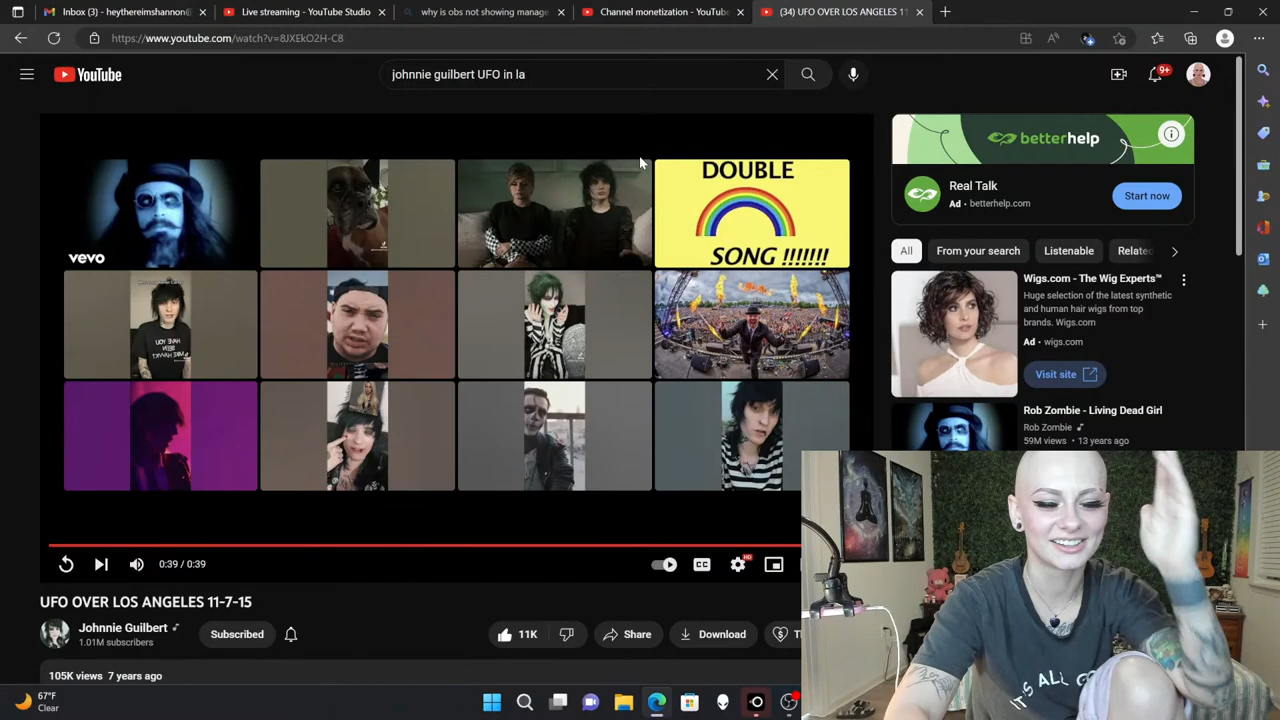 Inbox (3) - heythereimshannon@
Live streaming - YouTube Studio
why is obs not showing manage
Channel monetization - YouTube
(34) UFO OVER LOS ANGELES 11
https://www.youtube.com/watch?v=8JXEkO2H-C8
YouTube
johnnie guilbert UFO in la
9+
vevo
DOUBLE
SONG !!!!!!!
betterhelp
Real Talk
Ad · betterhelp.com
Start now
All
From your search
Listenable
Related
Wigs.com - The Wig Experts™
Huge selection of the latest synthetic
and human hair wigs from top
brands. Wigs.com
Ad · wigs.com
Visit site
Rob Zombie - Living Dead Girl
Rob Zombie
59M views · 13 years ago
0:39 / 0:39
CC
HD
UFO OVER LOS ANGELES 11-7-15
Johnnie Guilbert
1.01M subscribers
Subscribed
11K
Share
Download
105K views 7 years ago
IT'S ALL
67°F
Clear